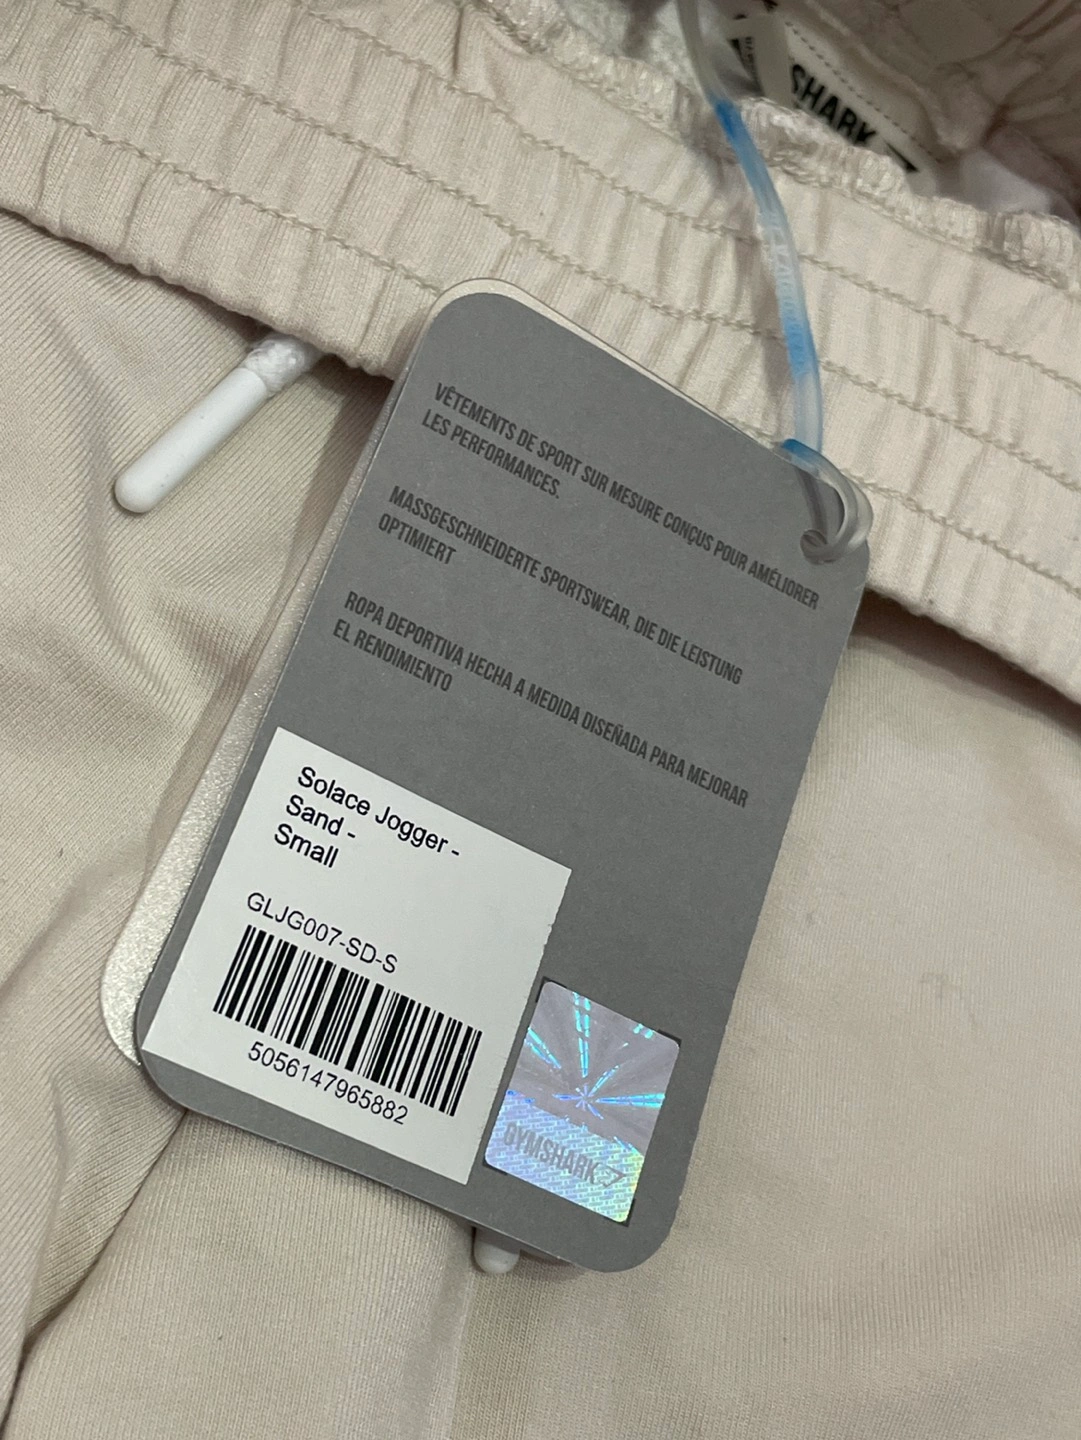 SHARK
VÊTEMENTS DE SPORT SUR MESURE CONÇUS POUR AMÉLIORER
LES PERFORMANCES.
MASSGESCHNEIDERTE SPORTSWEAR, DIE DIE LEISTUNG
OPTIMIERT
ROPA DEPORTIVA HECHA A MEDIDA DISEÑADA PARA MEJORAR
EL RENDIMIENTO
Solace Jogger -
Sand -
Small
GLJG007-SD-S
5056147965882
GYMSHARK